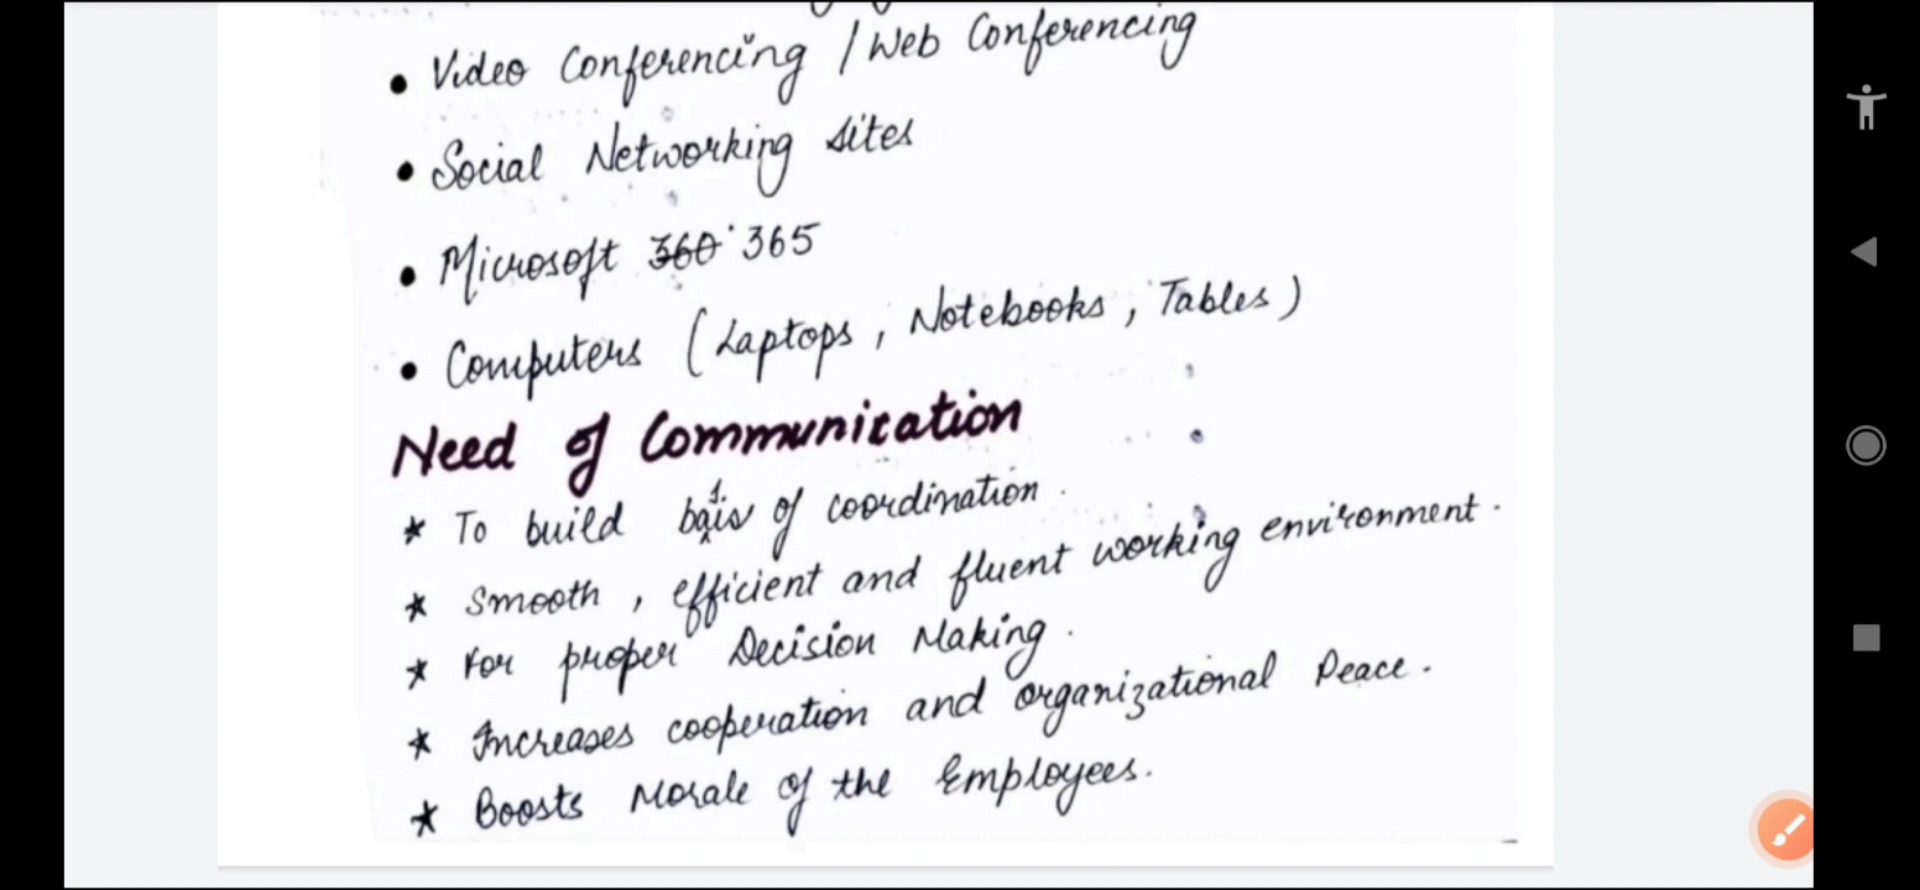 • Video Conferencing / Web Conferencing
• Social Networking sites
• Microsoft 360 365
• Computers (Laptops, Notebooks, Tables)
Need of Communication
* To build basis of coordination.
* Smooth, efficient and fluent working environment.
* For proper Decision Making.
* Increases cooperation and organizational Peace.
* Boosts Morale of the Employees.